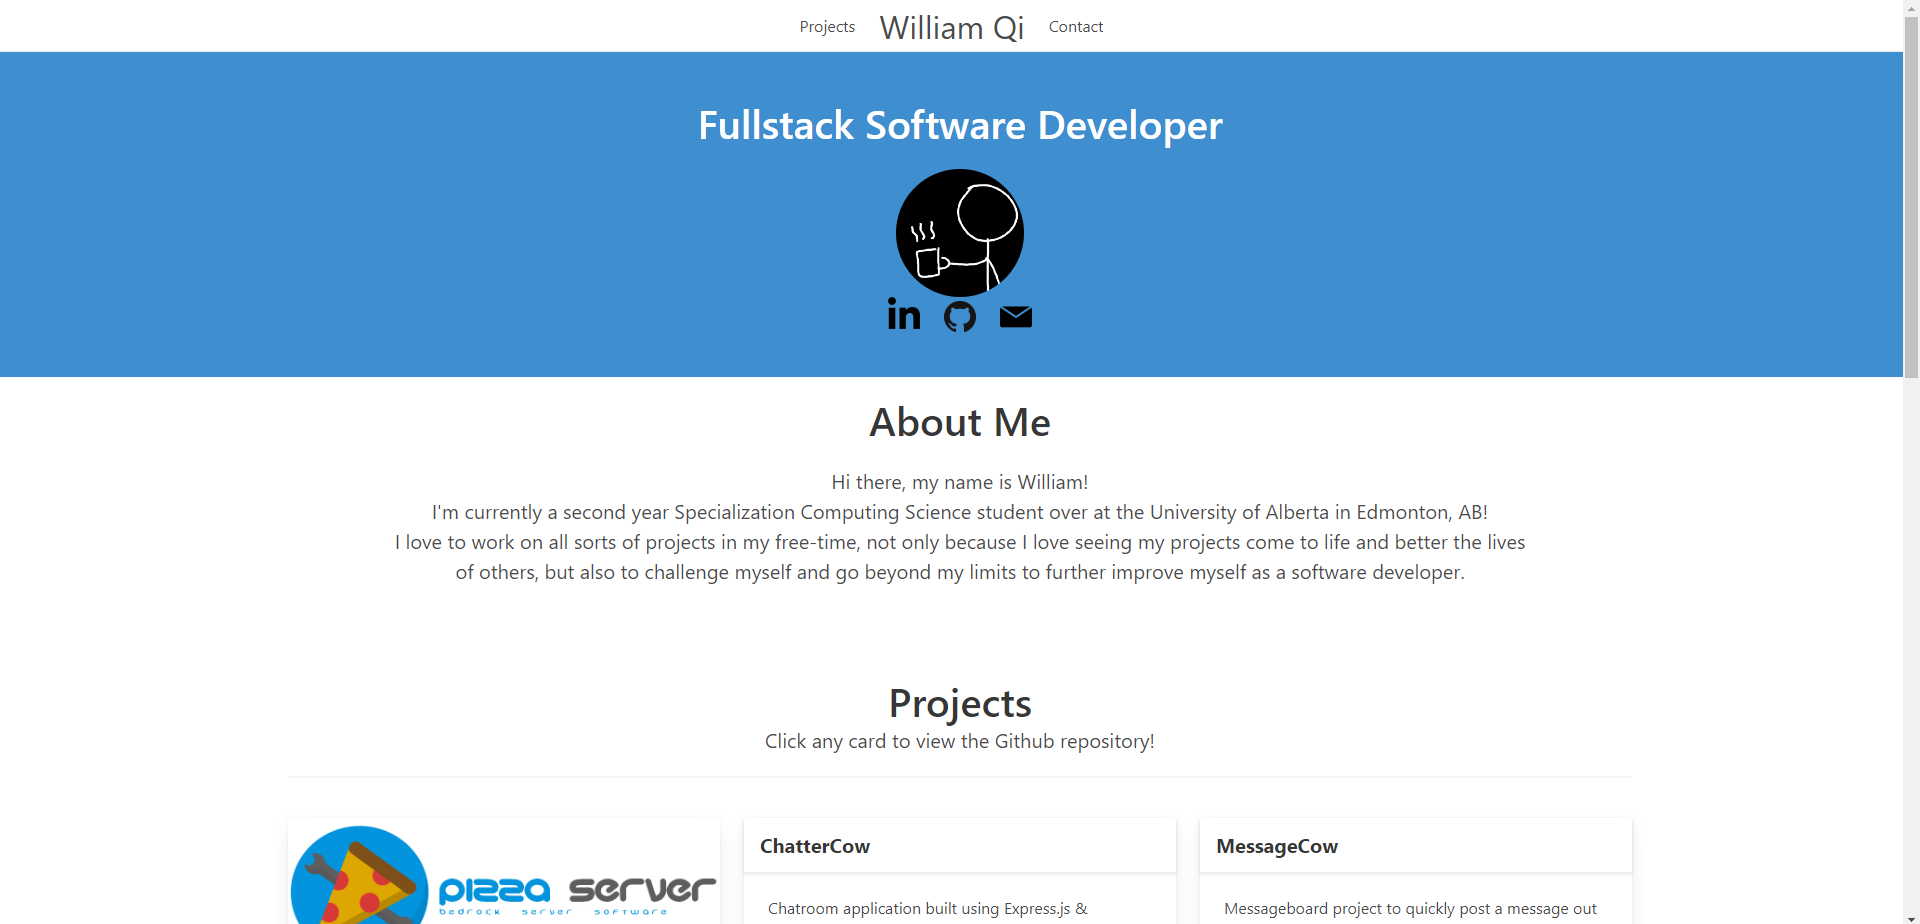 Projects William Qi Contact
Fullstack Software Developer
in
About Me
Hi there, my name is William!
I'm currently a second year Specialization Computing Science student over at the University of Alberta in Edmonton, AB!
I love to work on all sorts of projects in my free-time, not only because I love seeing my projects come to life and better the lives
of others, but also to challenge myself and go beyond my limits to further improve myself as a software developer.
Projects
Click any card to view the Github repository!
pizza server
bedrock server software
ChatterCow
Chatroom application built using Express.js &
MessageCow
Messageboard project to quickly post a message out